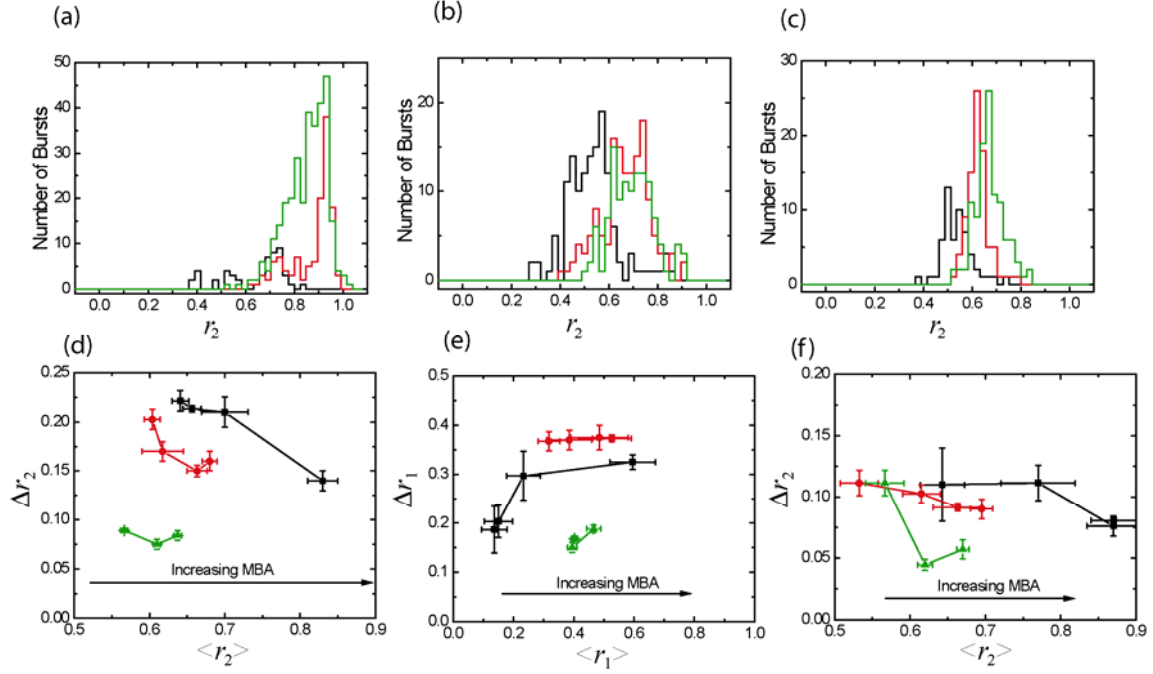 (a)
50
40
30
20
10
0
Number of Bursts
0.0 0.2 0.4 0.6 0.8 1.0
r2
(b)
20
10
0
Number of Bursts
0.0 0.2 0.4 0.6 0.8 1.0
r2
(c)
30
20
10
0
Number of Bursts
0.0 0.2 0.4 0.6 0.8 1.0
r2
(d)
0.25
0.20
0.15
0.10
0.05
0.00
Δr2
Increasing MBA
0.5 0.6 0.7 0.8 0.9
<r2>
(e)
0.5
0.4
0.3
0.2
0.1
0.0
Δr1
Increasing MBA
0.0 0.2 0.4 0.6 0.8 1.0
<r1>
(f)
0.20
0.15
0.10
0.05
0.00
Δr2
Increasing MBA
0.5 0.6 0.7 0.8 0.9
<r2>